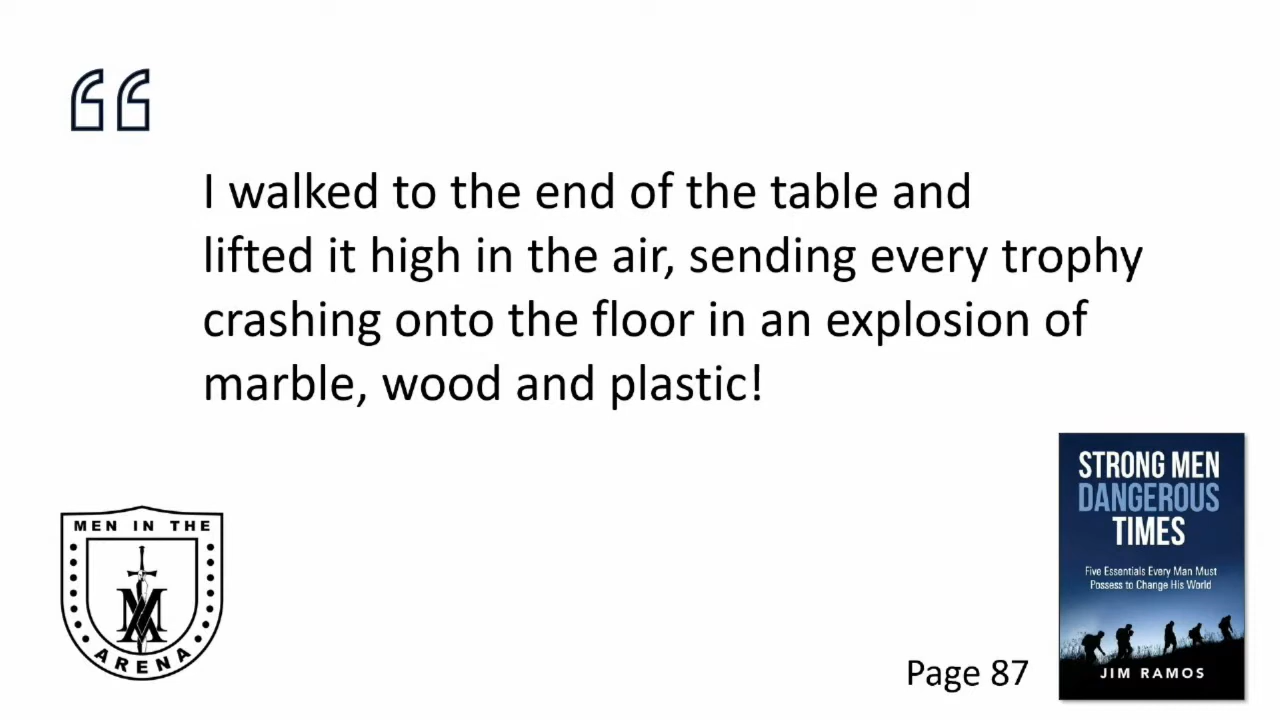 “
I walked to the end of the table and
lifted it high in the air, sending every trophy
crashing onto the floor in an explosion of
marble, wood and plastic!
STRONG MEN
DANGEROUS
TIMES
Five Essentials Every Man Must
Possess to Change His World
JIM RAMOS
MEN IN THE
M
ARENA
Page 87